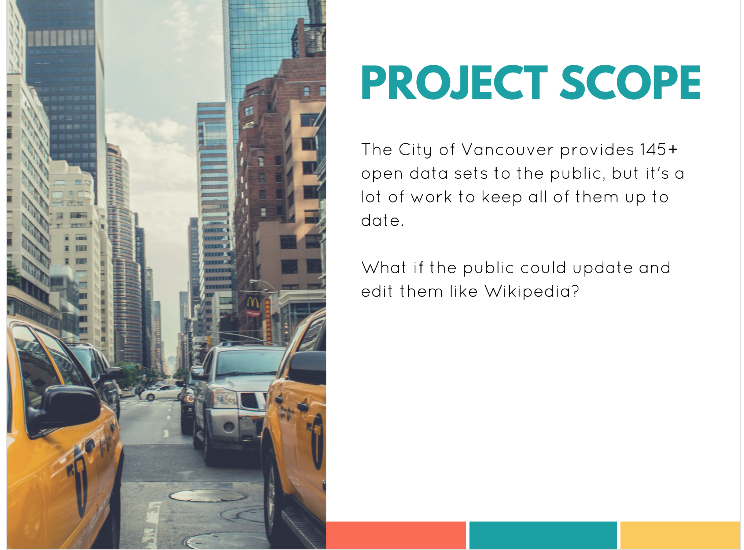 PROJECT SCOPE
The City of Vancouver provides 145+
open data sets to the public, but it's a
lot of work to keep all of them up to
date.
What if the public could update and
edit them like Wikipedia?